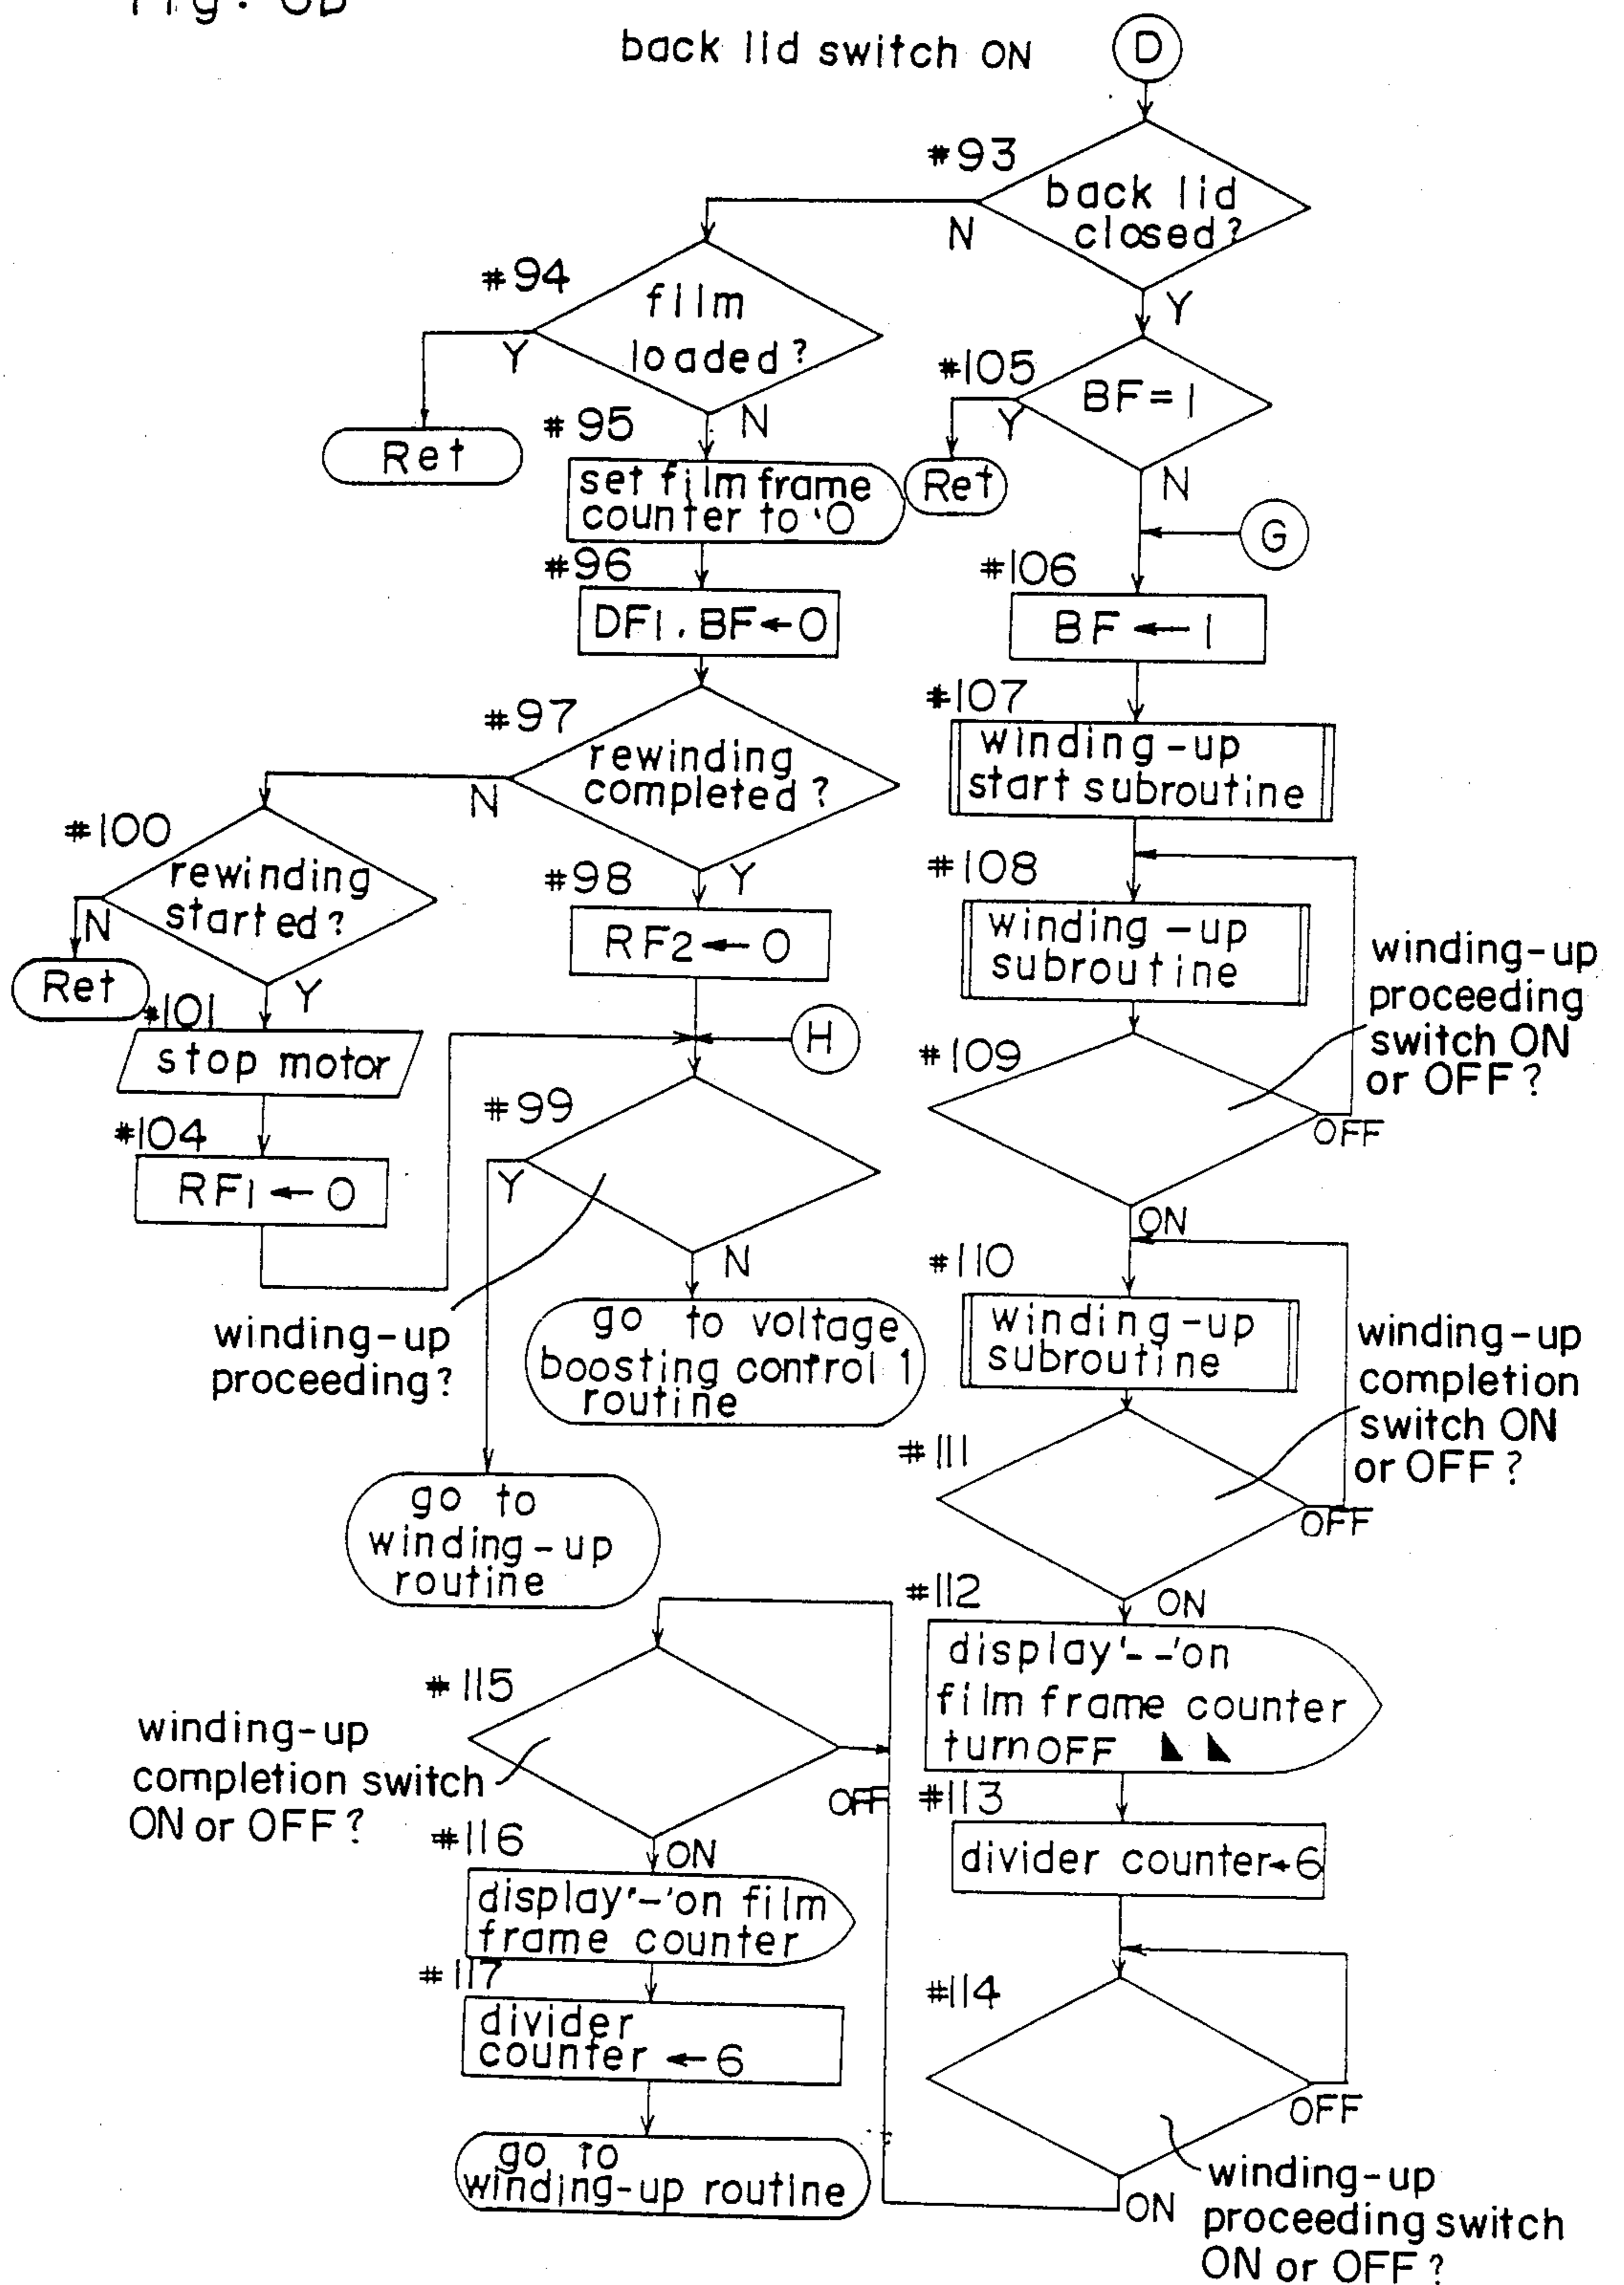 back lid switch ON
D
#93
back lid
closed?
N
Y
#94
film
loaded?
Y
N
Ret
#105
BF=1
Y
N
Ret
G
#95
set film frame
counter to '0
#96
DF1. BF←0
#106
BF ← 1
#97
rewinding
completed?
N
Y
#107
winding-up
start subroutine
#100
rewinding
started?
N
Y
Ret
#98
RF2 ← 0
#108
winding-up
subroutine
#101
stop motor
H
#109
winding-up
proceeding
switch ON
or OFF?
OFF
ON
#104
RF1 ← 0
#99
Y
N
winding-up
proceeding?
go to voltage
boosting control 1
routine
go to
winding-up
routine
#110
winding-up
subroutine
#111
winding-up
completion
switch ON
or OFF?
OFF
ON
#112
display'--'on
film frame counter
turn OFF
#113
divider counter←6
#114
OFF
ON
winding-up
proceeding switch
ON or OFF?
#115
winding-up
completion switch
ON or OFF?
OFF
ON
#116
display'-'on film
frame counter
#117
divider
counter ← 6
go to
winding-up routine